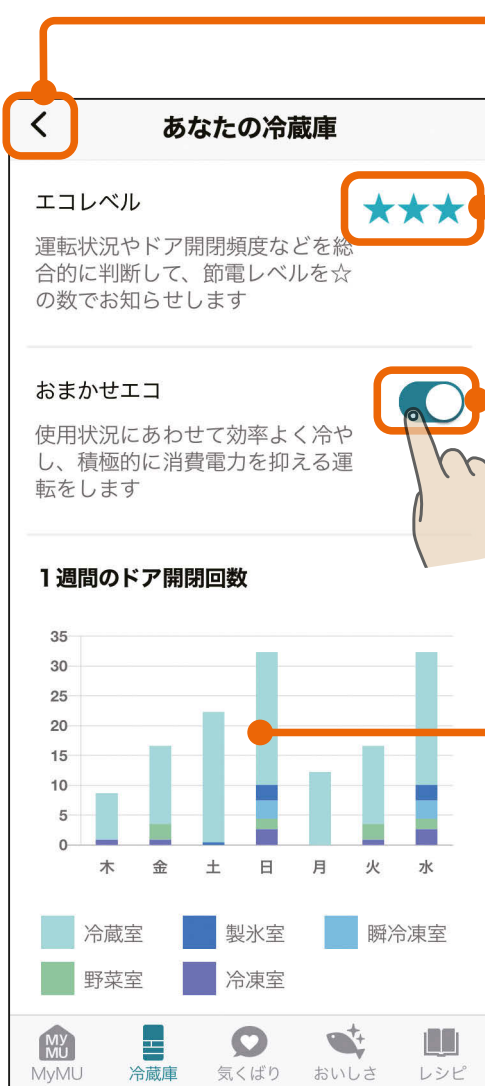 あなたの冷蔵庫
エコレベル
★★★
運転状況やドア開閉頻度などを総
合的に判断して、節電レベルを☆
の数でお知らせします
おまかせエコ
使用状況にあわせて効率よく冷や
し、積極的に消費電力を抑える運
転をします
1週間のドア開閉回数
35
30
25
20
15
10
5
0
木 金 土 日 月 火 水
冷蔵室 製氷室 瞬冷凍室
野菜室 冷凍室
MY
MU
MyMU 冷蔵庫 気くばり おいしさ レシピ